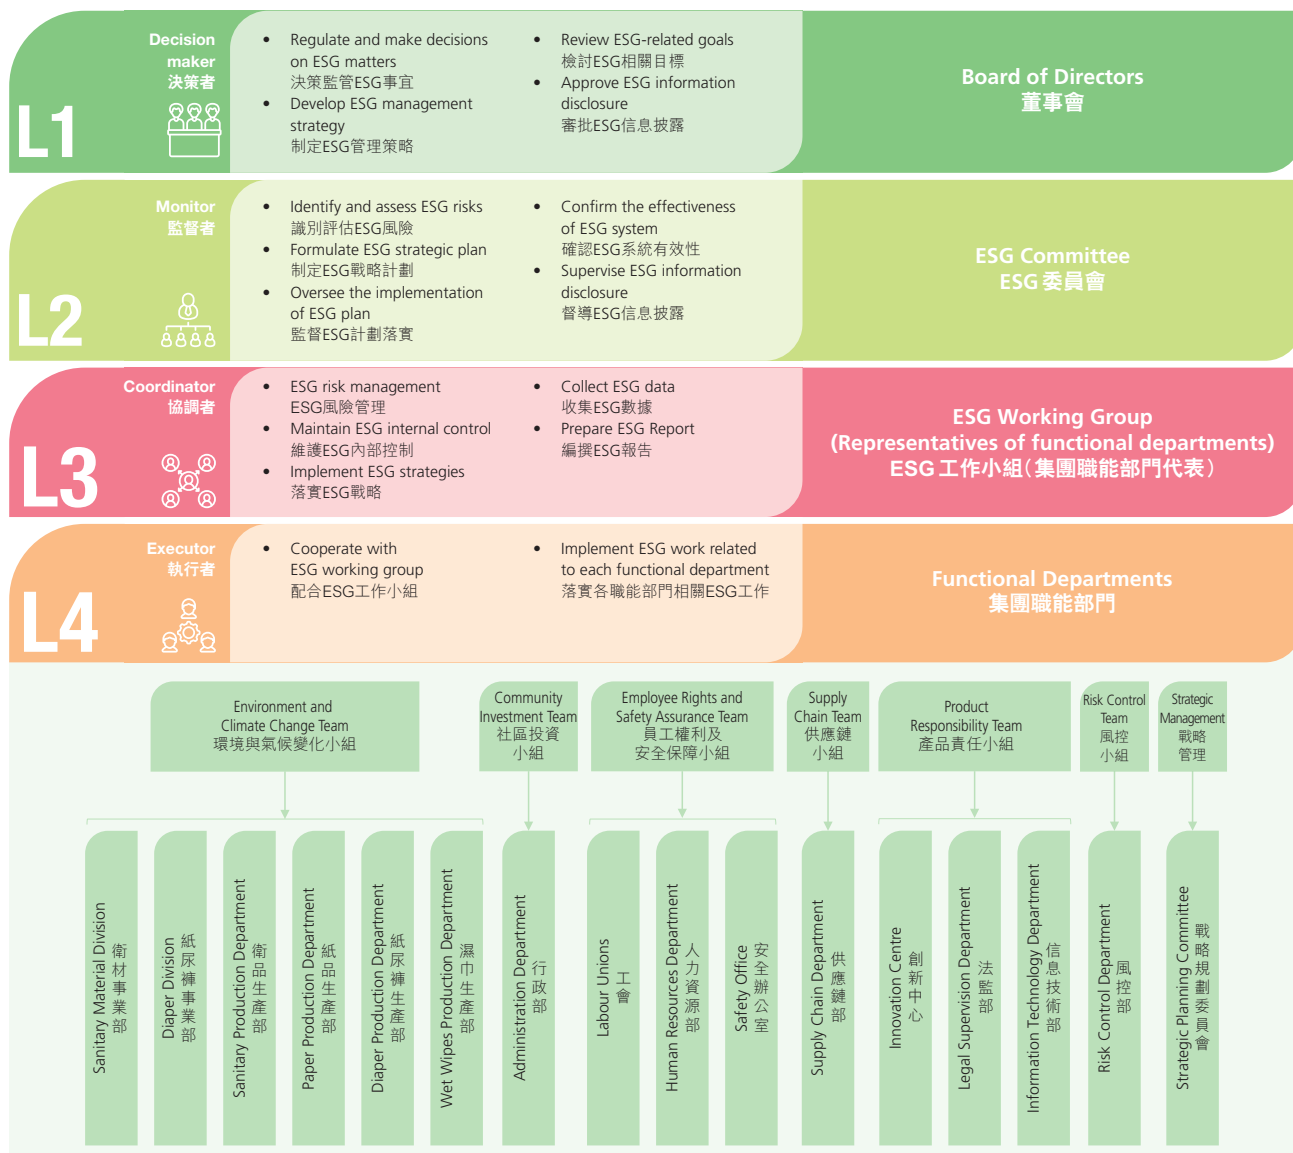 Decision
maker
決策者
L1
• Regulate and make decisions
on ESG matters
決策監管ESG事宜
• Develop ESG management
strategy
制定ESG管理策略
• Review ESG-related goals
檢討ESG相關目標
• Approve ESG information
disclosure
審批ESG信息披露
Board of Directors
董事會
Monitor
監督者
L2
• Identify and assess ESG risks
識別評估ESG風險
• Formulate ESG strategic plan
制定ESG戰略計劃
• Oversee the implementation
of ESG plan
監督ESG計劃落實
• Confirm the effectiveness
of ESG system
確認ESG系統有效性
• Supervise ESG information
disclosure
督導ESG信息披露
ESG Committee
ESG委員會
Coordinator
協調者
L3
• ESG risk management
ESG風險管理
• Maintain ESG internal control
維護ESG內部控制
• Implement ESG strategies
落實ESG戰略
• Collect ESG data
收集ESG數據
• Prepare ESG Report
編撰ESG報告
ESG Working Group
(Representatives of functional departments)
ESG工作小組（集團職能部門代表）
Executor
執行者
L4
• Cooperate with
ESG working group
配合ESG工作小組
• Implement ESG work related
to each functional department
落實各職能部門相關ESG工作
Functional Departments
集團職能部門
Environment and
Climate Change Team
環境與氣候變化小組
Community
Investment Team
社區投資
小組
Employee Rights and
Safety Assurance Team
員工權利及
安全保障小組
Supply
Chain Team
供應鏈
小組
Product
Responsibility Team
產品責任小組
Risk Control
Team
風控
小組
Strategic
Management
戰略
管理
Sanitary Material Division
衛材事業部
Diaper Division
紙尿褲事業部
Sanitary Production Department
衛品生產部
Paper Production Department
紙品生產部
Diaper Production Department
紙尿褲生產部
Wet Wipes Production Department
濕巾生產部
Administration Department
行政部
Labour Unions
工會
Human Resources Department
人力資源部
Safety Office
安全辦公室
Supply Chain Department
供應鏈部
Innovation Centre
創新中心
Legal Supervision Department
法監部
Information Technology Department
信息技術部
Risk Control Department
風控部
Strategic Planning Committee
戰略規劃委員會